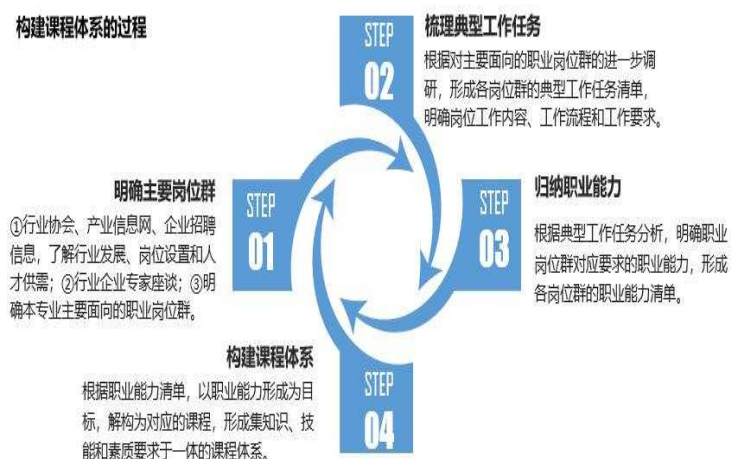 构建课程体系的过程
STEP
01
明确主要岗位群
①行业协会、产业信息网、企业招聘
信息，了解行业发展、岗位设置和人
才供需；②行业企业专家座谈；③明
确本专业主要面向的职业岗位群。
STEP
02
梳理典型工作任务
根据对主要面向的职业岗位群的进一步调
研，形成各岗位群的典型工作任务清单，
明确岗位工作内容、工作流程和工作要求。
STEP
03
归纳职业能力
根据典型工作任务分析，明确职业
岗位群对应要求的职业能力，形成
各岗位群的职业能力清单。
STEP
04
构建课程体系
根据职业能力清单，以职业能力形成为目
标，解构为对应的课程，形成集知识、技
能和素质要求于一体的课程体系。